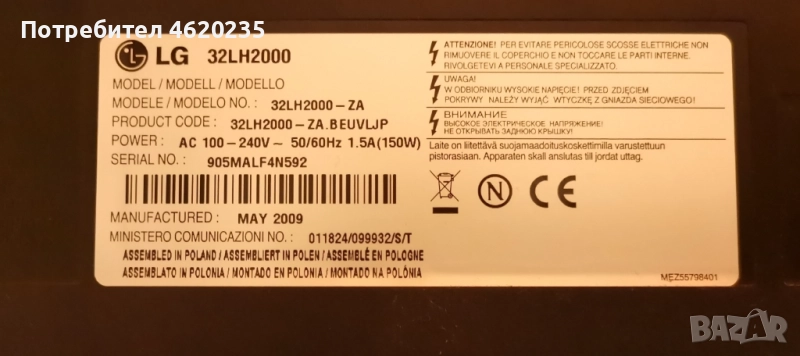 Потребител 4620235
LG 32LH2000
MODEL / MODELL / MODELLO
MODELE / MODELO NO. : 32LH2000-ZA
PRODUCT CODE : 32LH2000-ZA.BEUVLJP
POWER : AC 100-240V~ 50/60Hz 1.5A(150W)
SERIAL NO. : 905MALF4N592
MANUFACTURED : MAY 2009
MINISTERO COMUNICAZIONI NO. : 011824/099932/S/T
ASSEMBLED IN POLAND / ASSEMBLIERT IN POLEN / ASSEMBLÉ EN POLOGNE
ASSEMBLATO IN POLONIA / MONTADO EN POLONIA / MONTADO NA POLÓNIA
ATTENZIONE! PER EVITARE PERICOLOSE SCOSSE ELETTRICHE NON
RIMUOVERE IL COPERCHIO E NON TOCCARE LE PARTI INTERNE.
RIVOLGETEVI A PERSONALE SPECIALIZZATO.
UWAGA!
W ODBIORNIKU WYSOKIE NAPIĘCIE! PRZED ZDJĘCIEM
POKRYWY NALEŻY WYJĄĆ WTYCZKĘ Z GNIAZDA SIECIOWEGO!
ВНИМАНИЕ
ВЫСОКОЕ ЭЛЕКТРИЧЕСКОЕ НАПРЯЖЕНИЕ!
НЕ ОТКРЫВАТЬ ЗАДНЮЮ КРЫШКУ!
Laite on liitettävä suojamaadoituskoskettimilla varustettuun
pistorasiaan. Apparaten skall anslutas till jordat uttag.
N CE
MEZ55798401
BAZAR